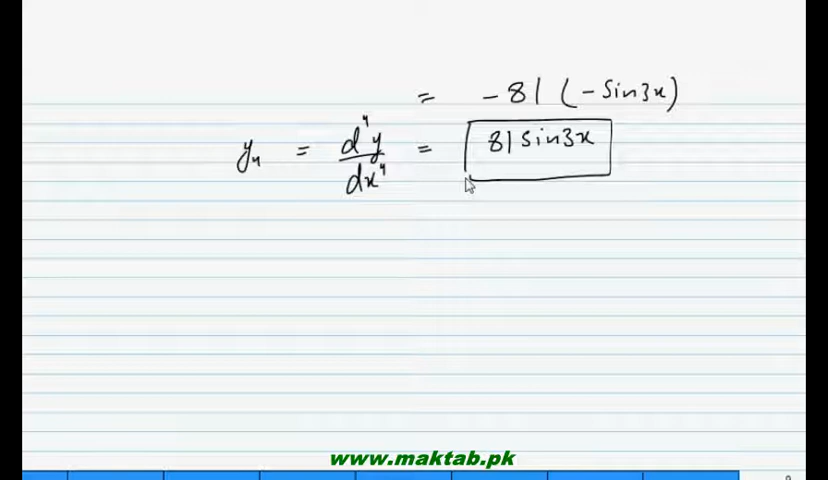 = -81 (-sin3x)
y₄ = d⁴y/dx⁴ = 81 sin3x
www.maktab.pk